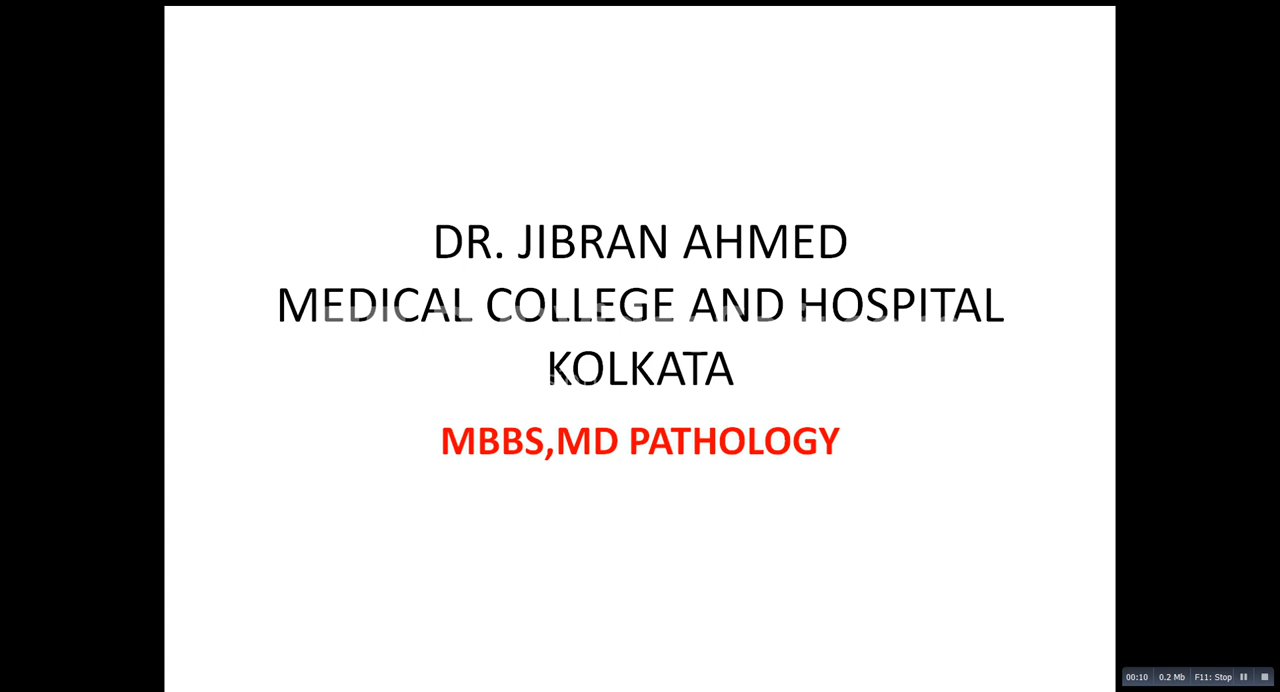 DR. JIBRAN AHMED
MEDICAL COLLEGE AND HOSPITAL
KOLKATA
MBBS,MD PATHOLOGY
00:10 0.2 Mb F11: Stop